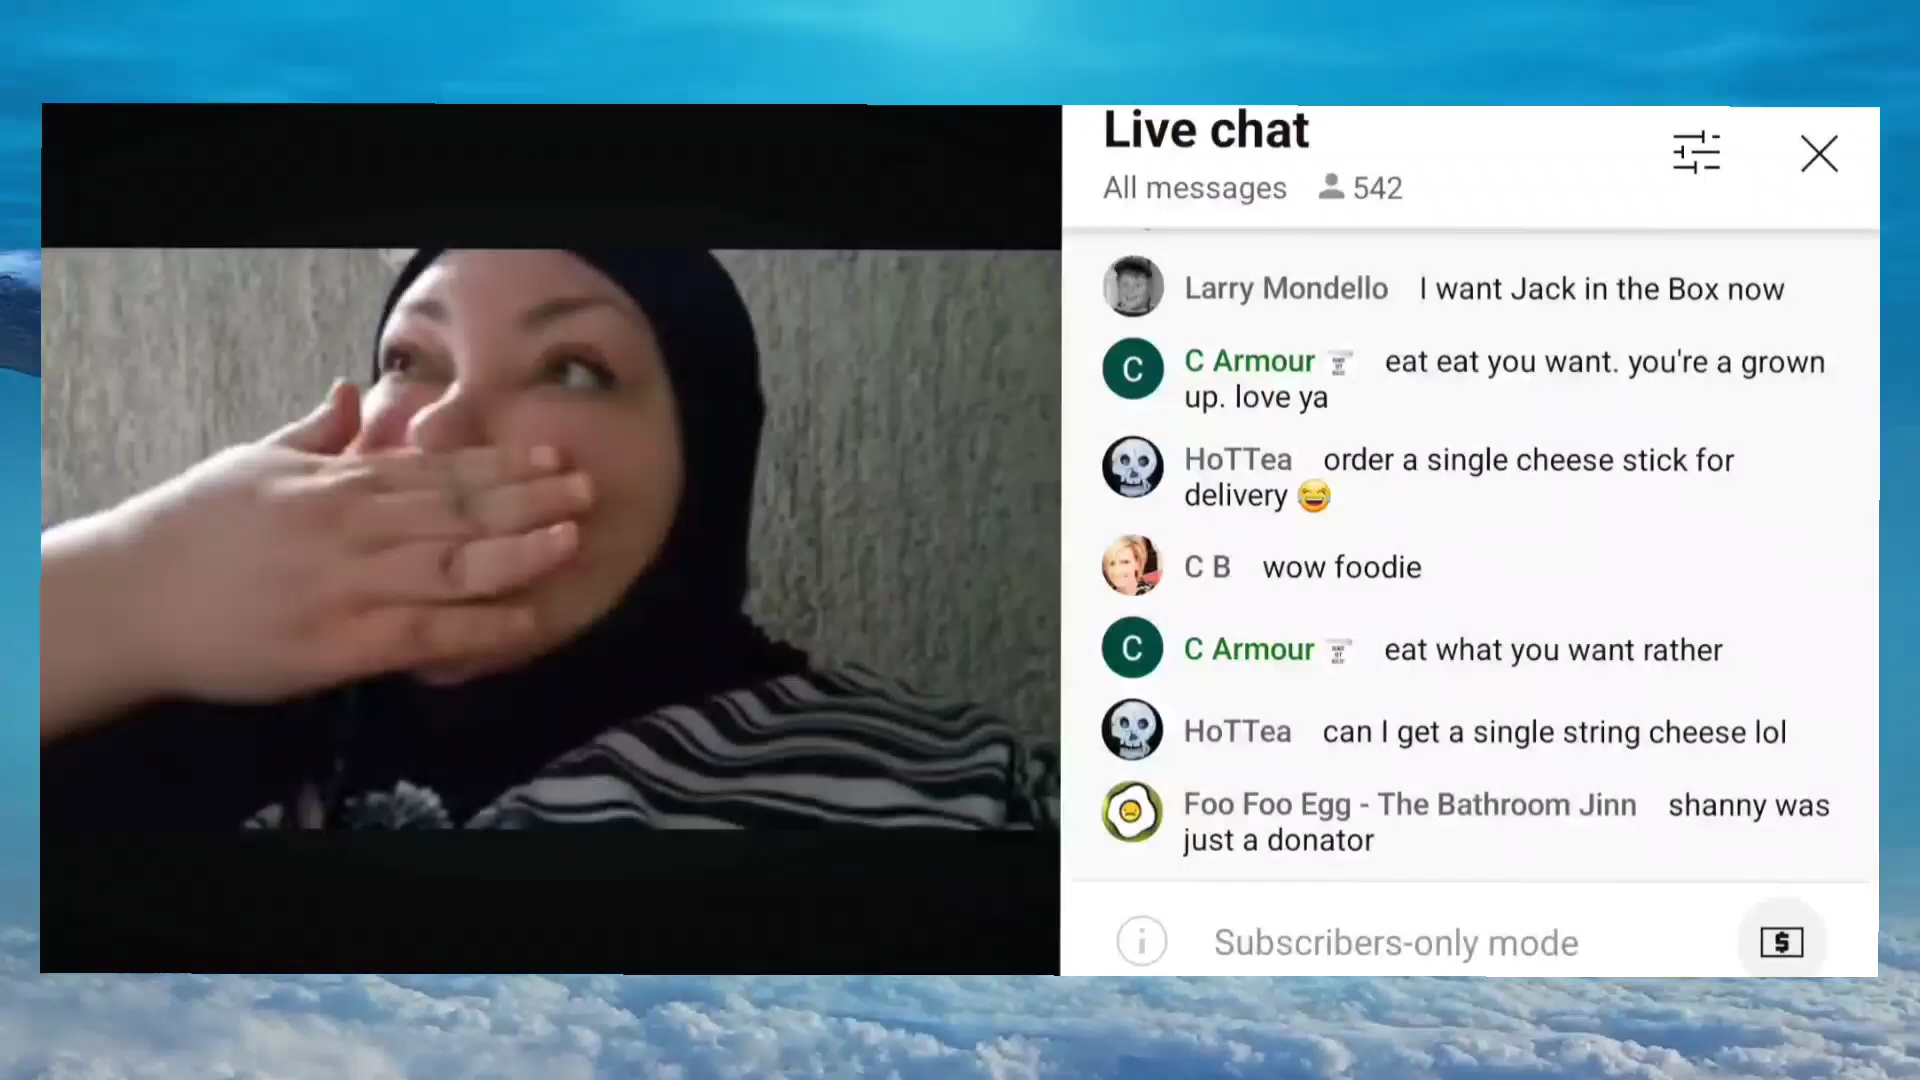 Live chat
All messages 542
Larry Mondello I want Jack in the Box now
C C Armour eat eat you want. you're a grown
up. love ya
HoTTea order a single cheese stick for
delivery 😂
C B wow foodie
C C Armour eat what you want rather
HoTTea can I get a single string cheese lol
Foo Foo Egg - The Bathroom Jinn shanny was
just a donator
Subscribers-only mode $